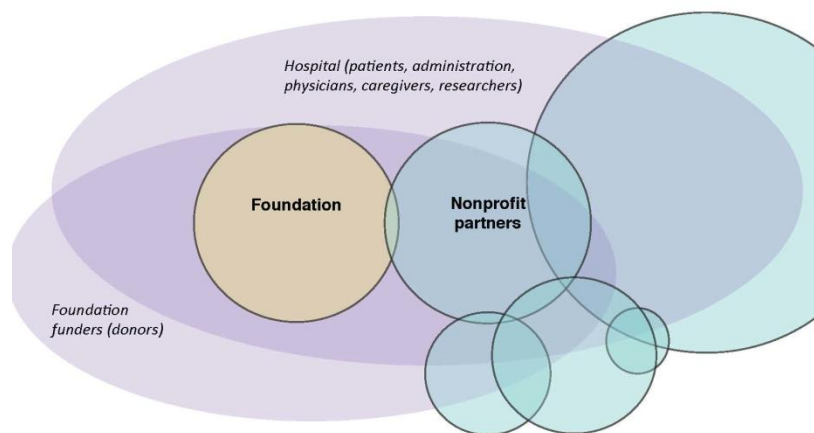 Hospital (patients, administration,
physicians, caregivers, researchers)
Foundation
Nonprofit
partners
Foundation
funders (donors)